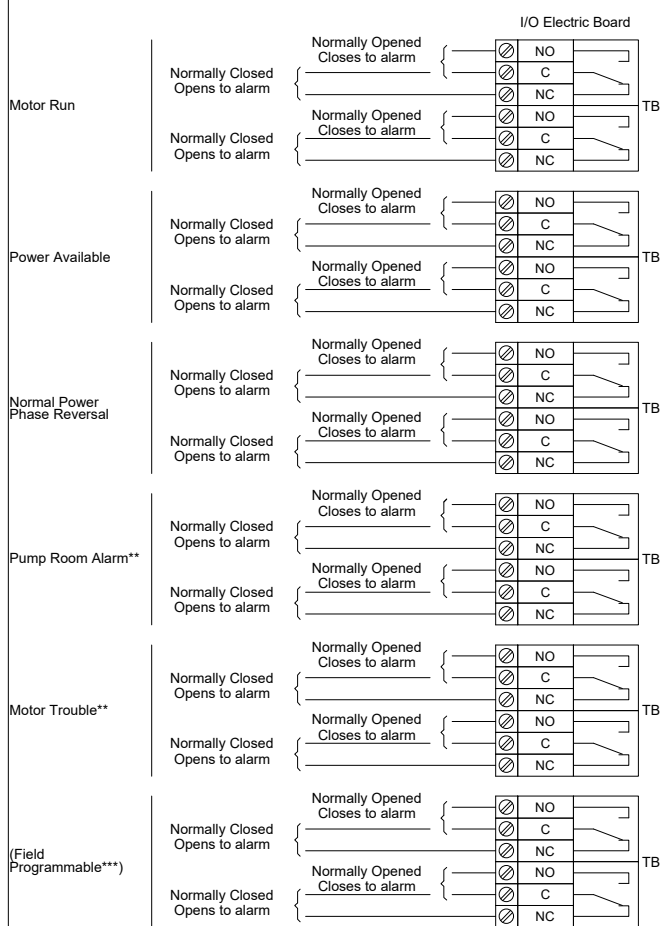 I/O Electric Board
Motor Run
Normally Opened
Closes to alarm
Normally Closed
Opens to alarm
NO
C
NC
Normally Opened
Closes to alarm
Normally Closed
Opens to alarm
NO
C
NC
TB
Power Available
Normally Opened
Closes to alarm
Normally Closed
Opens to alarm
NO
C
NC
Normally Opened
Closes to alarm
Normally Closed
Opens to alarm
NO
C
NC
TB
Normal Power
Phase Reversal
Normally Opened
Closes to alarm
Normally Closed
Opens to alarm
NO
C
NC
Normally Opened
Closes to alarm
Normally Closed
Opens to alarm
NO
C
NC
TB
Pump Room Alarm**
Normally Opened
Closes to alarm
Normally Closed
Opens to alarm
NO
C
NC
Normally Opened
Closes to alarm
Normally Closed
Opens to alarm
NO
C
NC
TB
Motor Trouble**
Normally Opened
Closes to alarm
Normally Closed
Opens to alarm
NO
C
NC
Normally Opened
Closes to alarm
Normally Closed
Opens to alarm
NO
C
NC
TB
(Field
Programmable***)
Normally Opened
Closes to alarm
Normally Closed
Opens to alarm
NO
C
NC
Normally Opened
Closes to alarm
Normally Closed
Opens to alarm
NO
C
NC
TB